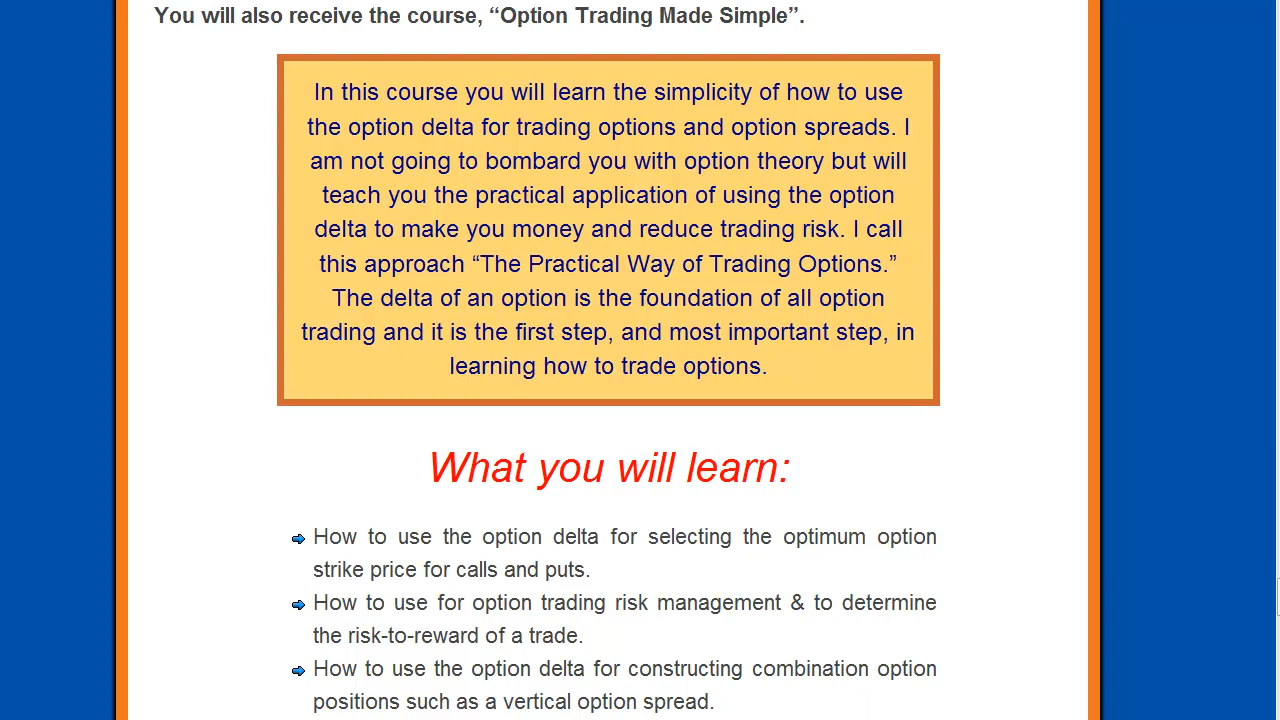 You will also receive the course, “Option Trading Made Simple”.
In this course you will learn the simplicity of how to use
the option delta for trading options and option spreads. I
am not going to bombard you with option theory but will
teach you the practical application of using the option
delta to make you money and reduce trading risk. I call
this approach “The Practical Way of Trading Options.”
The delta of an option is the foundation of all option
trading and it is the first step, and most important step, in
learning how to trade options.
What you will learn:
How to use the option delta for selecting the optimum option
strike price for calls and puts.
How to use for option trading risk management & to determine
the risk-to-reward of a trade.
How to use the option delta for constructing combination option
positions such as a vertical option spread.